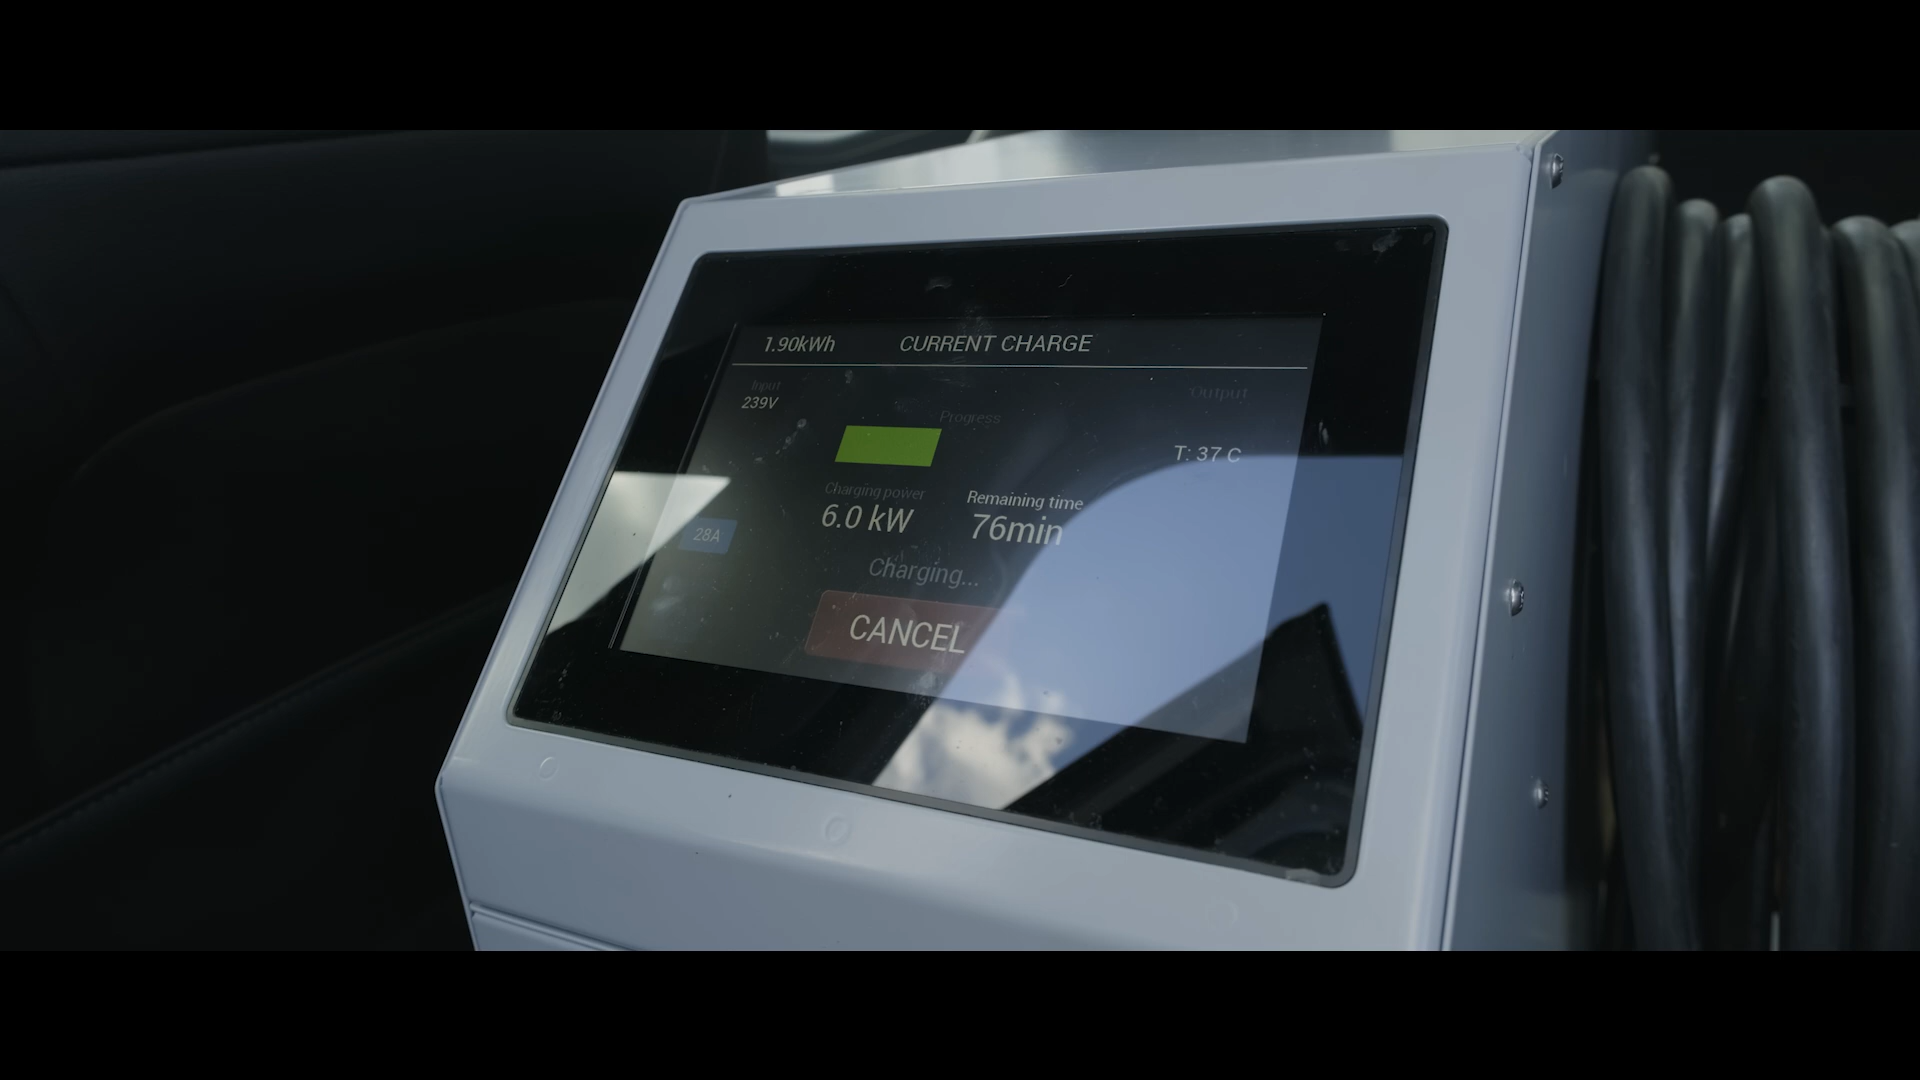 1.90kWh CURRENT CHARGE
Input
Output
239V
Progress
T: 37 C
Charging power
Remaining time
6.0 kW
76min
28A
Charging...
CANCEL